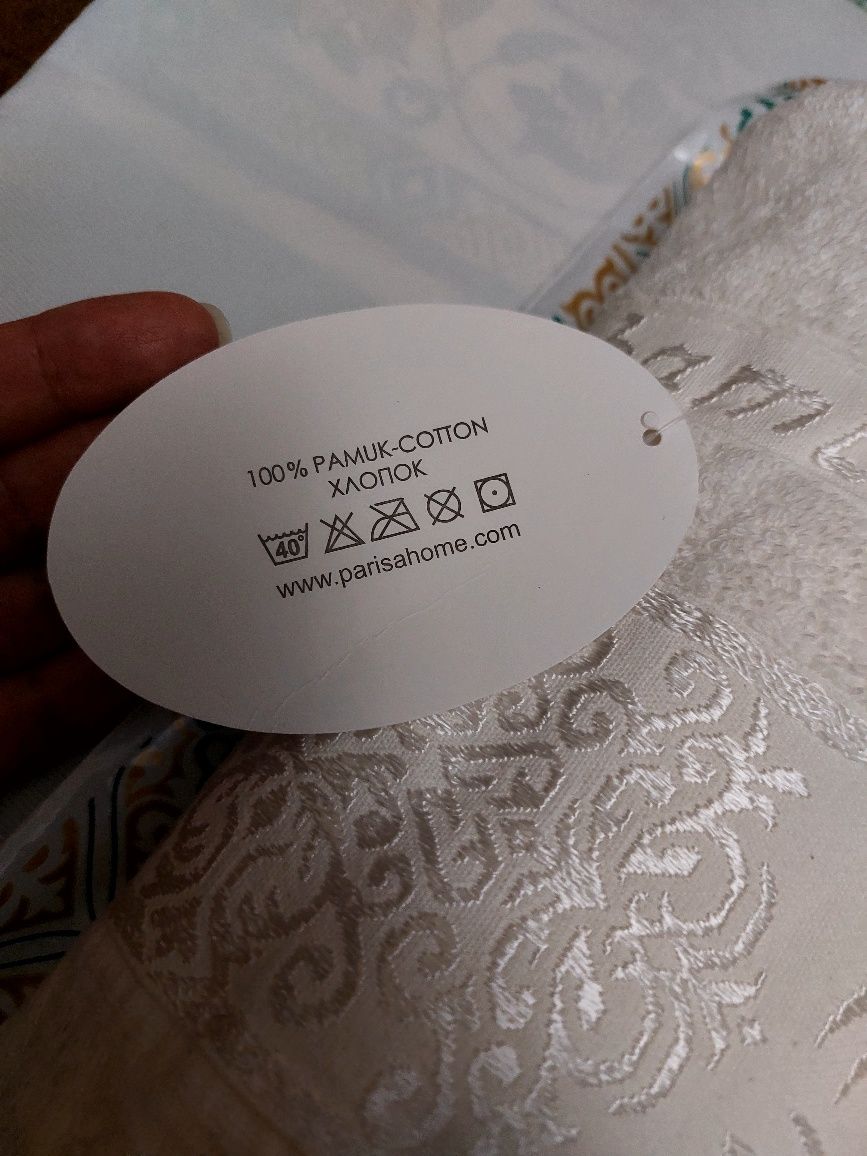 100% PAMUK-COTTON
ХЛОПОК
40°
www.parisahome.com